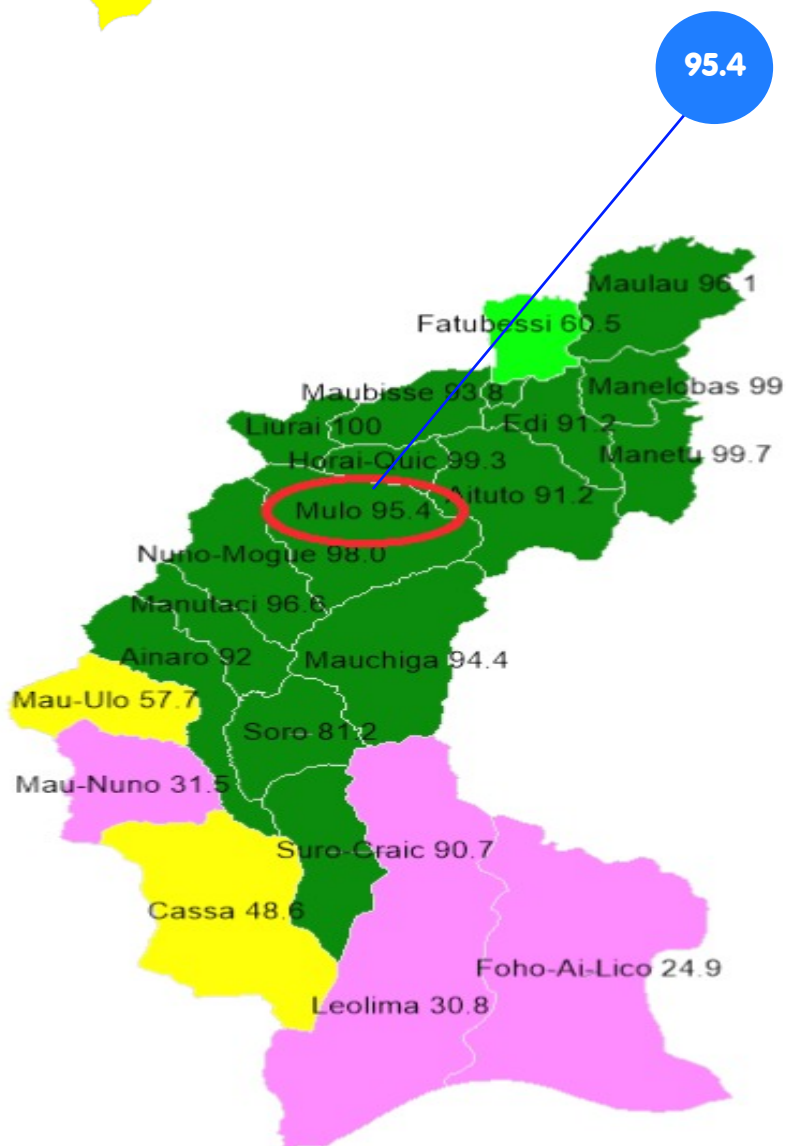 95.4
Maulau 96.1
Fatubessi 60.5
Maubisse 93.8
Manelobas 99
Liurai 100
Edi 91.2
Horai-Quic 99.3
Manetu 99.7
Aituto 91.2
Mulo 95.4
Nuno-Mogue 98.0
Manutaci 96.6
Ainaro 92
Mauchiga 94.4
Mau-Ulo 57.7
Soro 81.2
Mau-Nuno 31.5
Suro-Craic 90.7
Cassa 48.6
Foho-Ai-Lico 24.9
Leolima 30.8